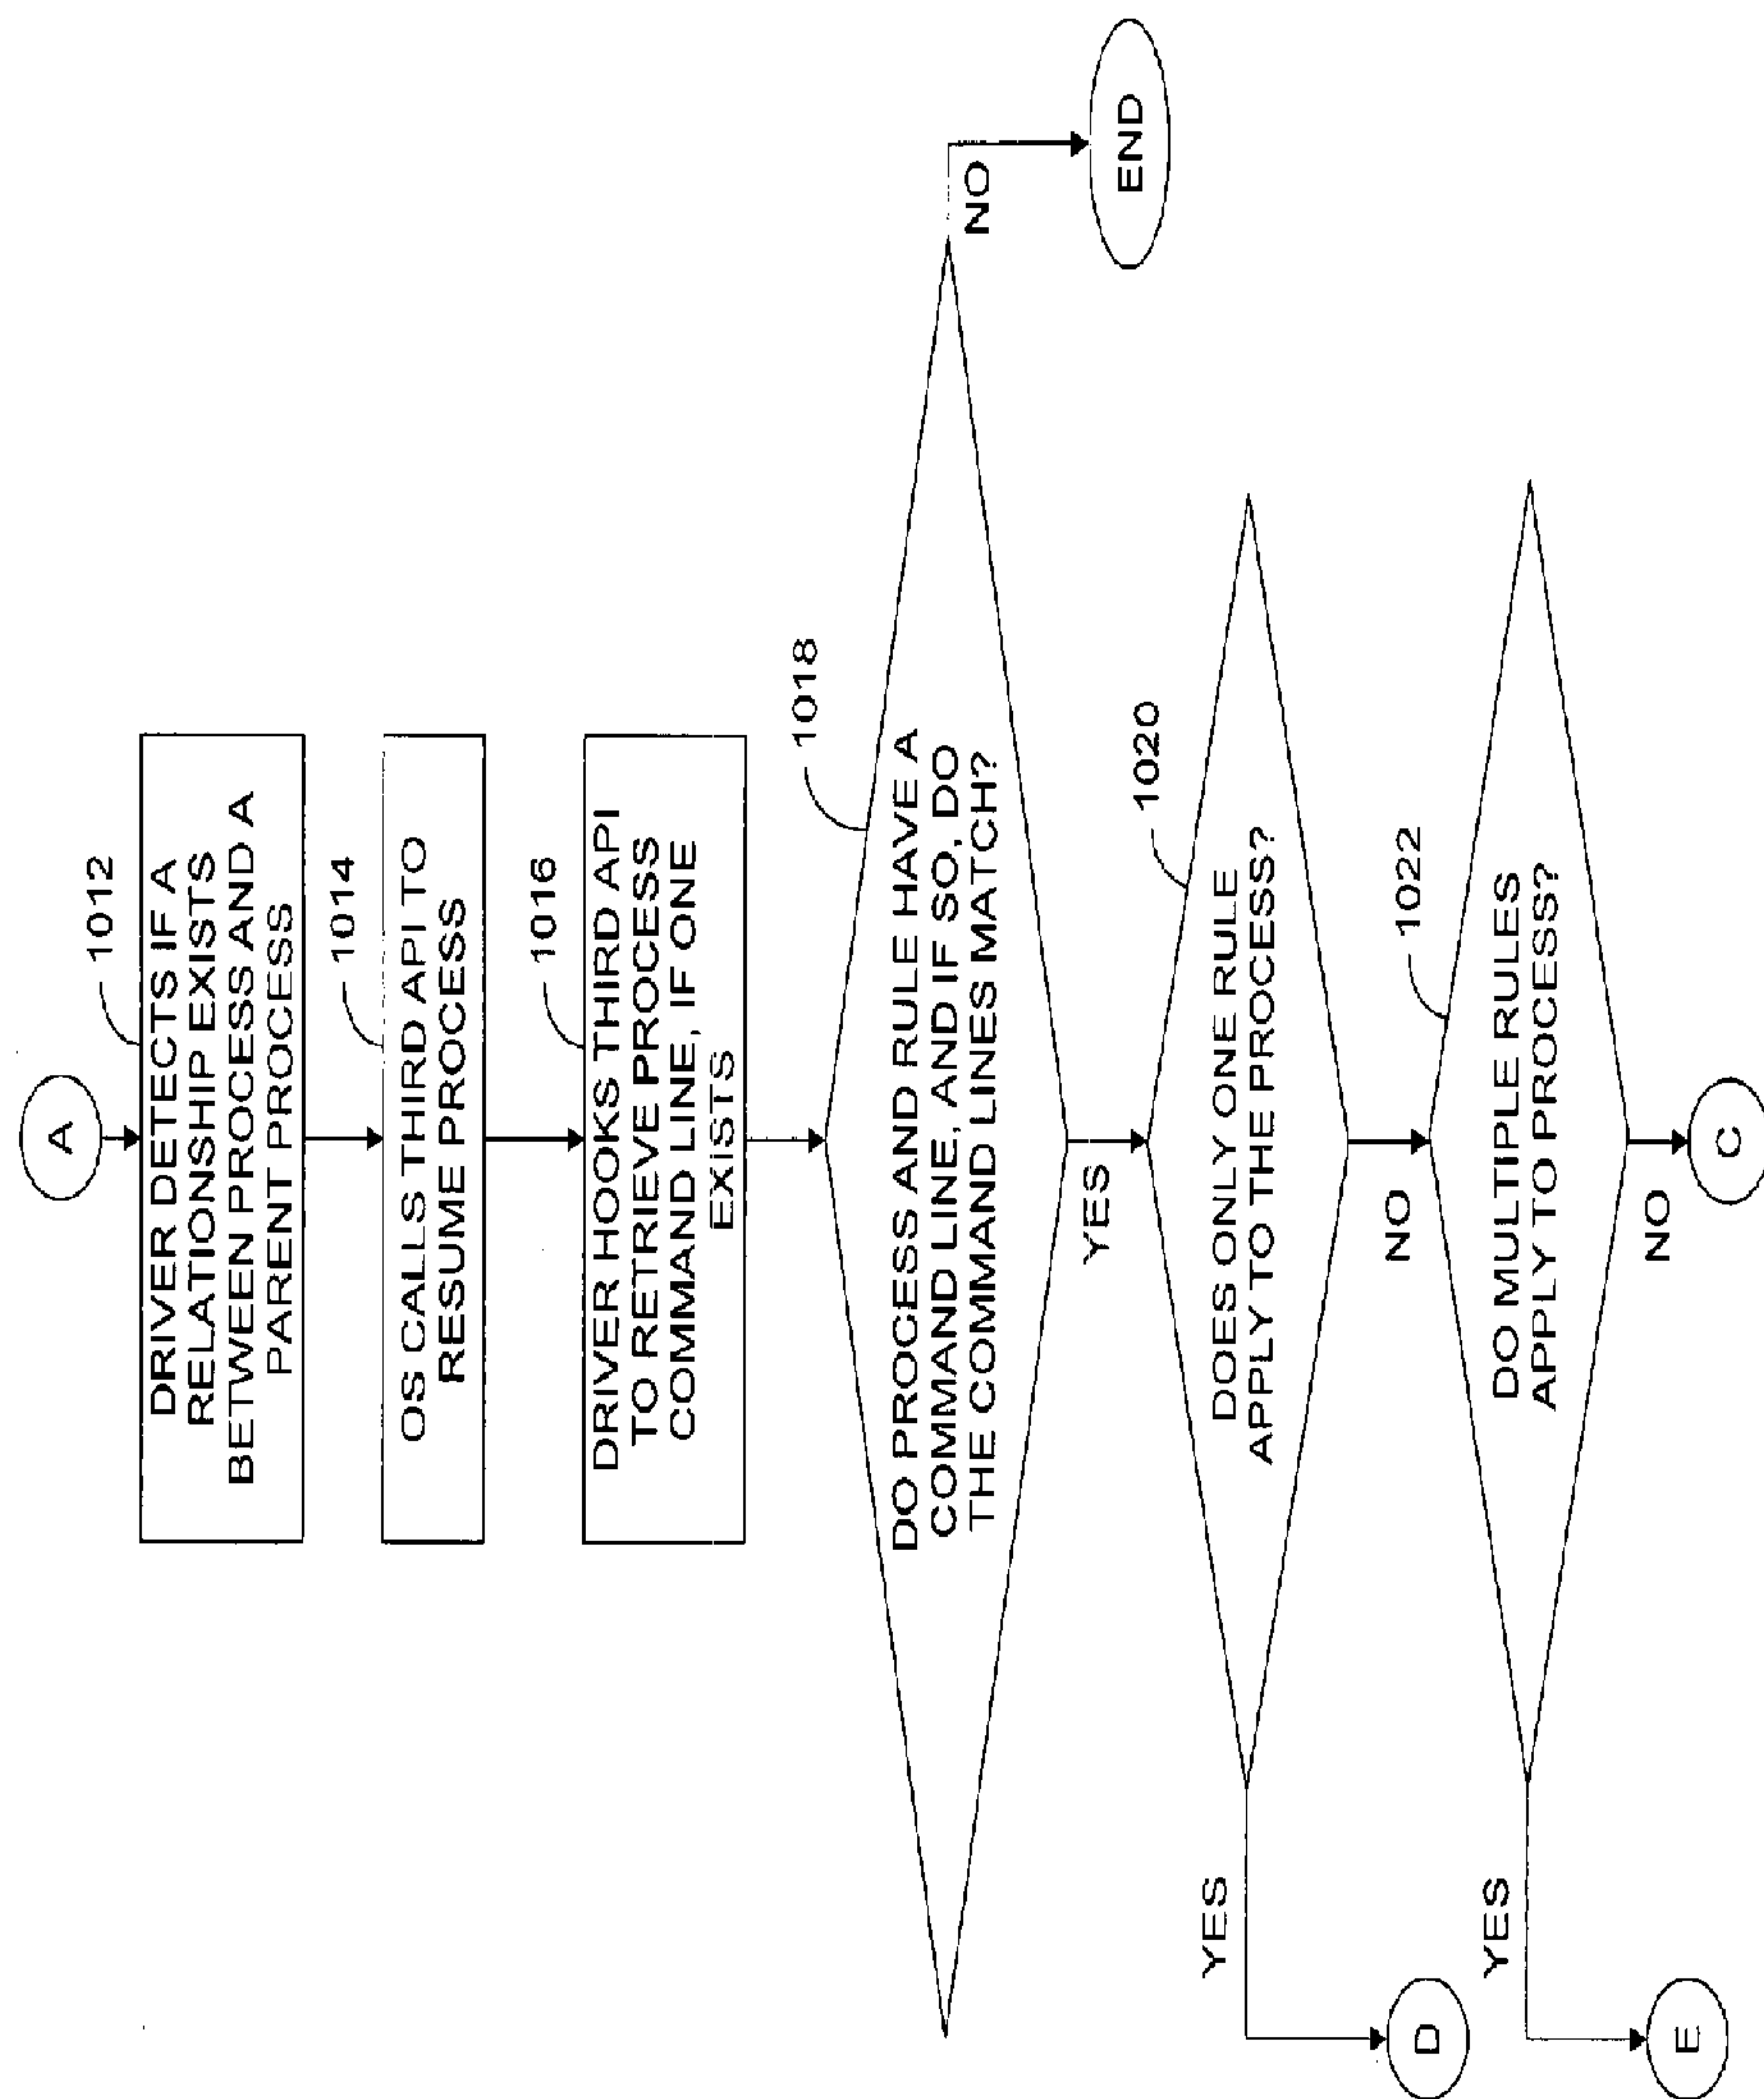 A
1012
DRIVER DETECTS IF A
RELATIONSHIP EXISTS
BETWEEN PROCESS AND A
PARENT PROCESS
1014
OS CALLS THIRD API TO
RESUME PROCESS
1016
DRIVER HOOKS THIRD API
TO RETRIEVE PROCESS
COMMAND LINE, IF ONE
EXISTS
1018
DO PROCESS AND RULE HAVE A
COMMAND LINE, AND IF SO, DO
THE COMMAND LINES MATCH?
NO
END
YES
1020
DOES ONLY ONE RULE
APPLY TO THE PROCESS?
YES
D
NO
1022
DO MULTIPLE RULES
APPLY TO PROCESS?
YES
E
NO
C